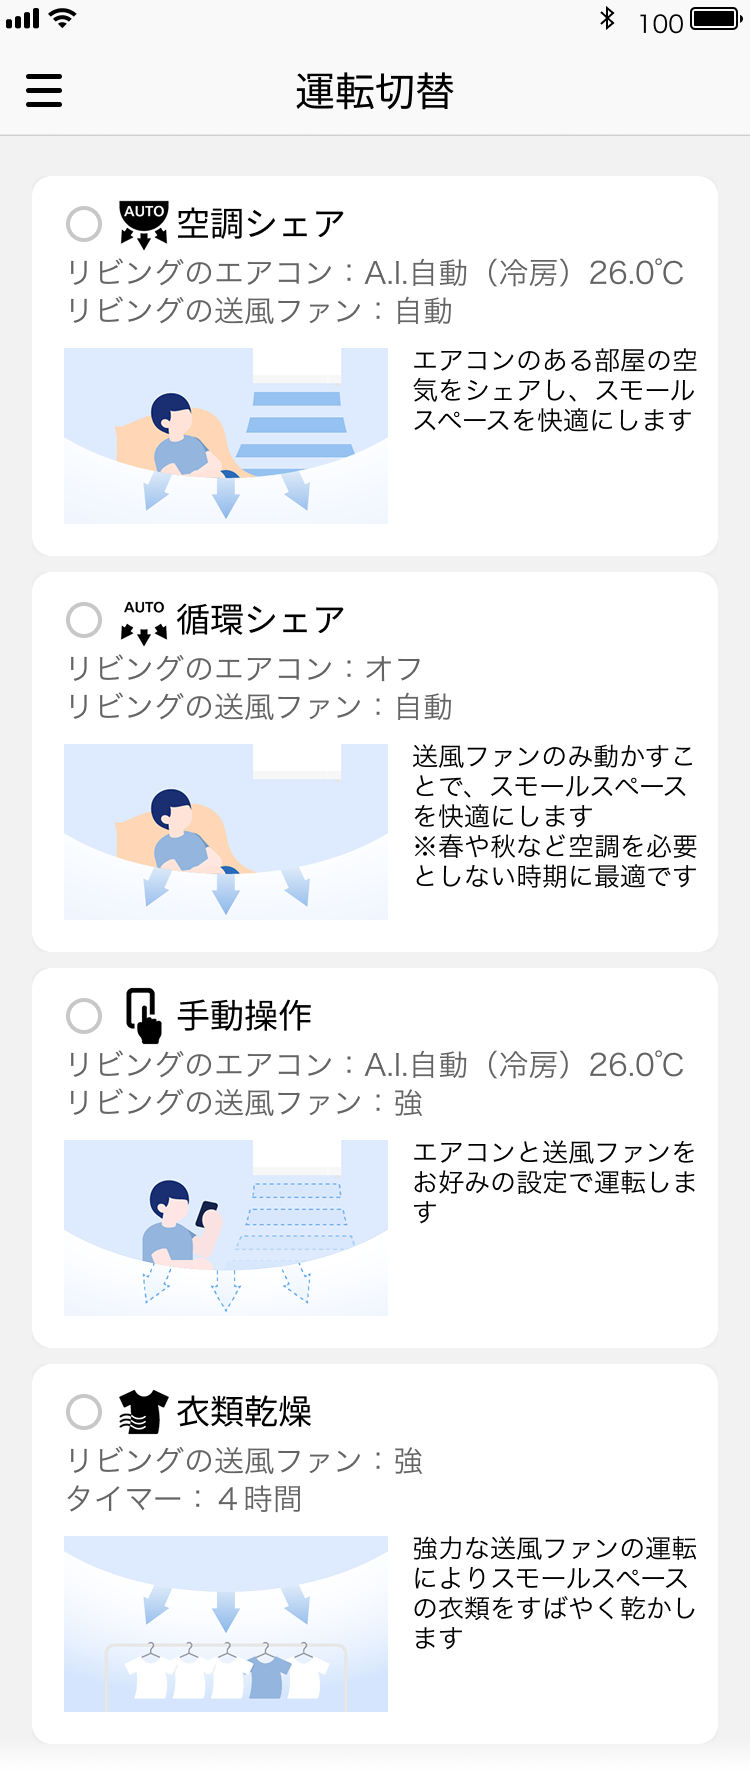 100
運転切替
AUTO
空調シェア
リビングのエアコン：A.I.自動（冷房）26.0℃
リビングの送風ファン：自動
エアコンのある部屋の空
気をシェアし、スモール
スペースを快適にします
AUTO
循環シェア
リビングのエアコン：オフ
リビングの送風ファン：自動
送風ファンのみ動かすこ
とで、スモールスペース
を快適にします
※春や秋など空調を必要
としない時期に最適です
手動操作
リビングのエアコン：A.I.自動（冷房）26.0℃
リビングの送風ファン：強
エアコンと送風ファンを
お好みの設定で運転しま
す
衣類乾燥
リビングの送風ファン：強
タイマー：４時間
強力な送風ファンの運転
によりスモールスペース
の衣類をすばやく乾かし
ます